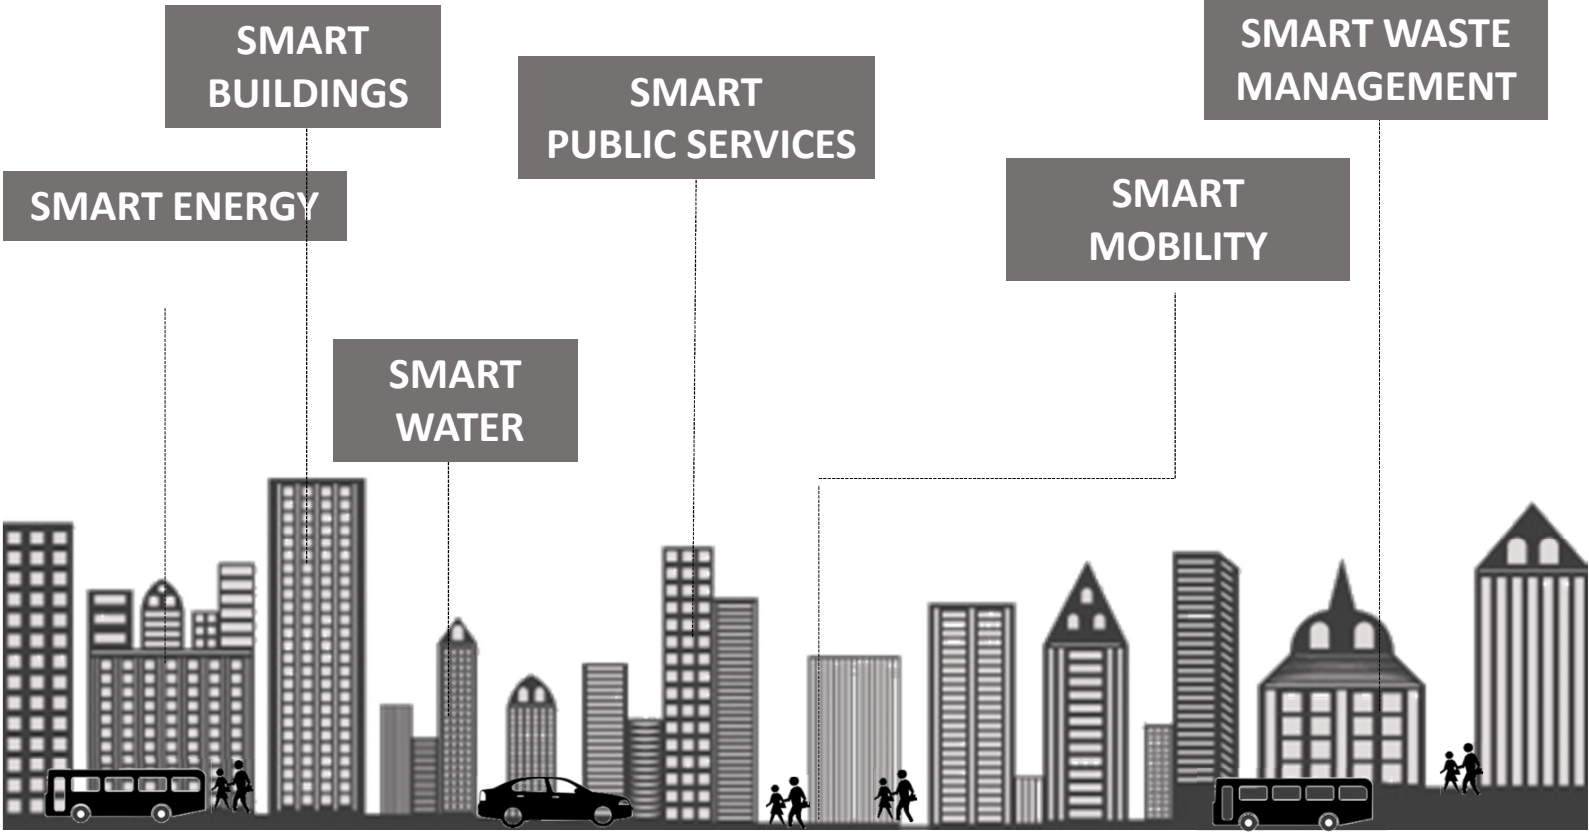 SMART
BUILDINGS
SMART WASTE
MANAGEMENT
SMART
PUBLIC SERVICES
SMART ENERGY
SMART
MOBILITY
SMART
WATER